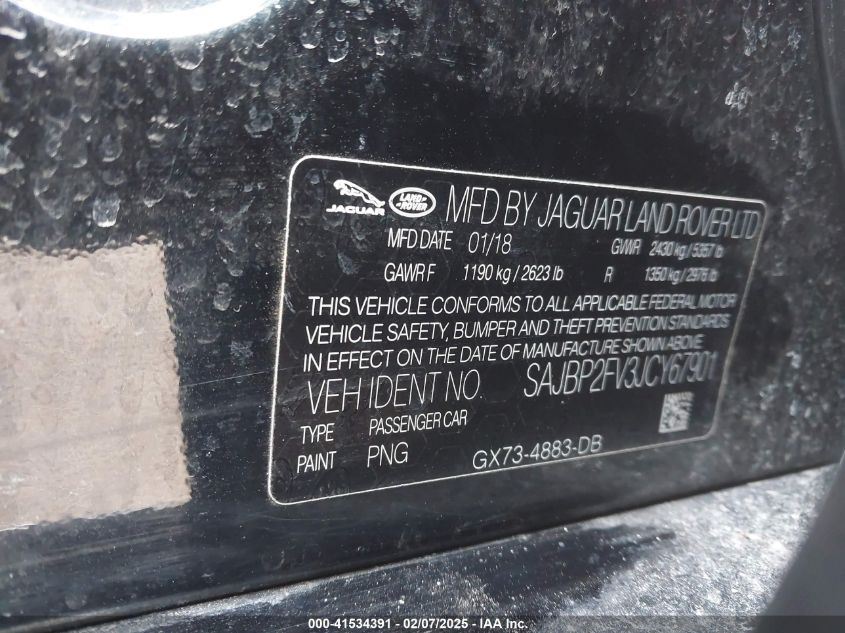 JAGUAR LAND ROVER MFD BY JAGUAR LAND ROVER LTD
MFD DATE 01/18 GVWR 2430 kg / 5357 lb
GAWR F 1190 kg / 2623 lb R 1350 kg / 2976 lb
THIS VEHICLE CONFORMS TO ALL APPLICABLE FEDERAL MOTOR
VEHICLE SAFETY, BUMPER AND THEFT PREVENTION STANDARDS
IN EFFECT ON THE DATE OF MANUFACTURE SHOWN ABOVE
VEH IDENT NO. SAJBP2FV3JCY67901
TYPE PASSENGER CAR
PAINT PNG GX73-4883-DB
000-41534391 - 02/07/2025 - IAA Inc.